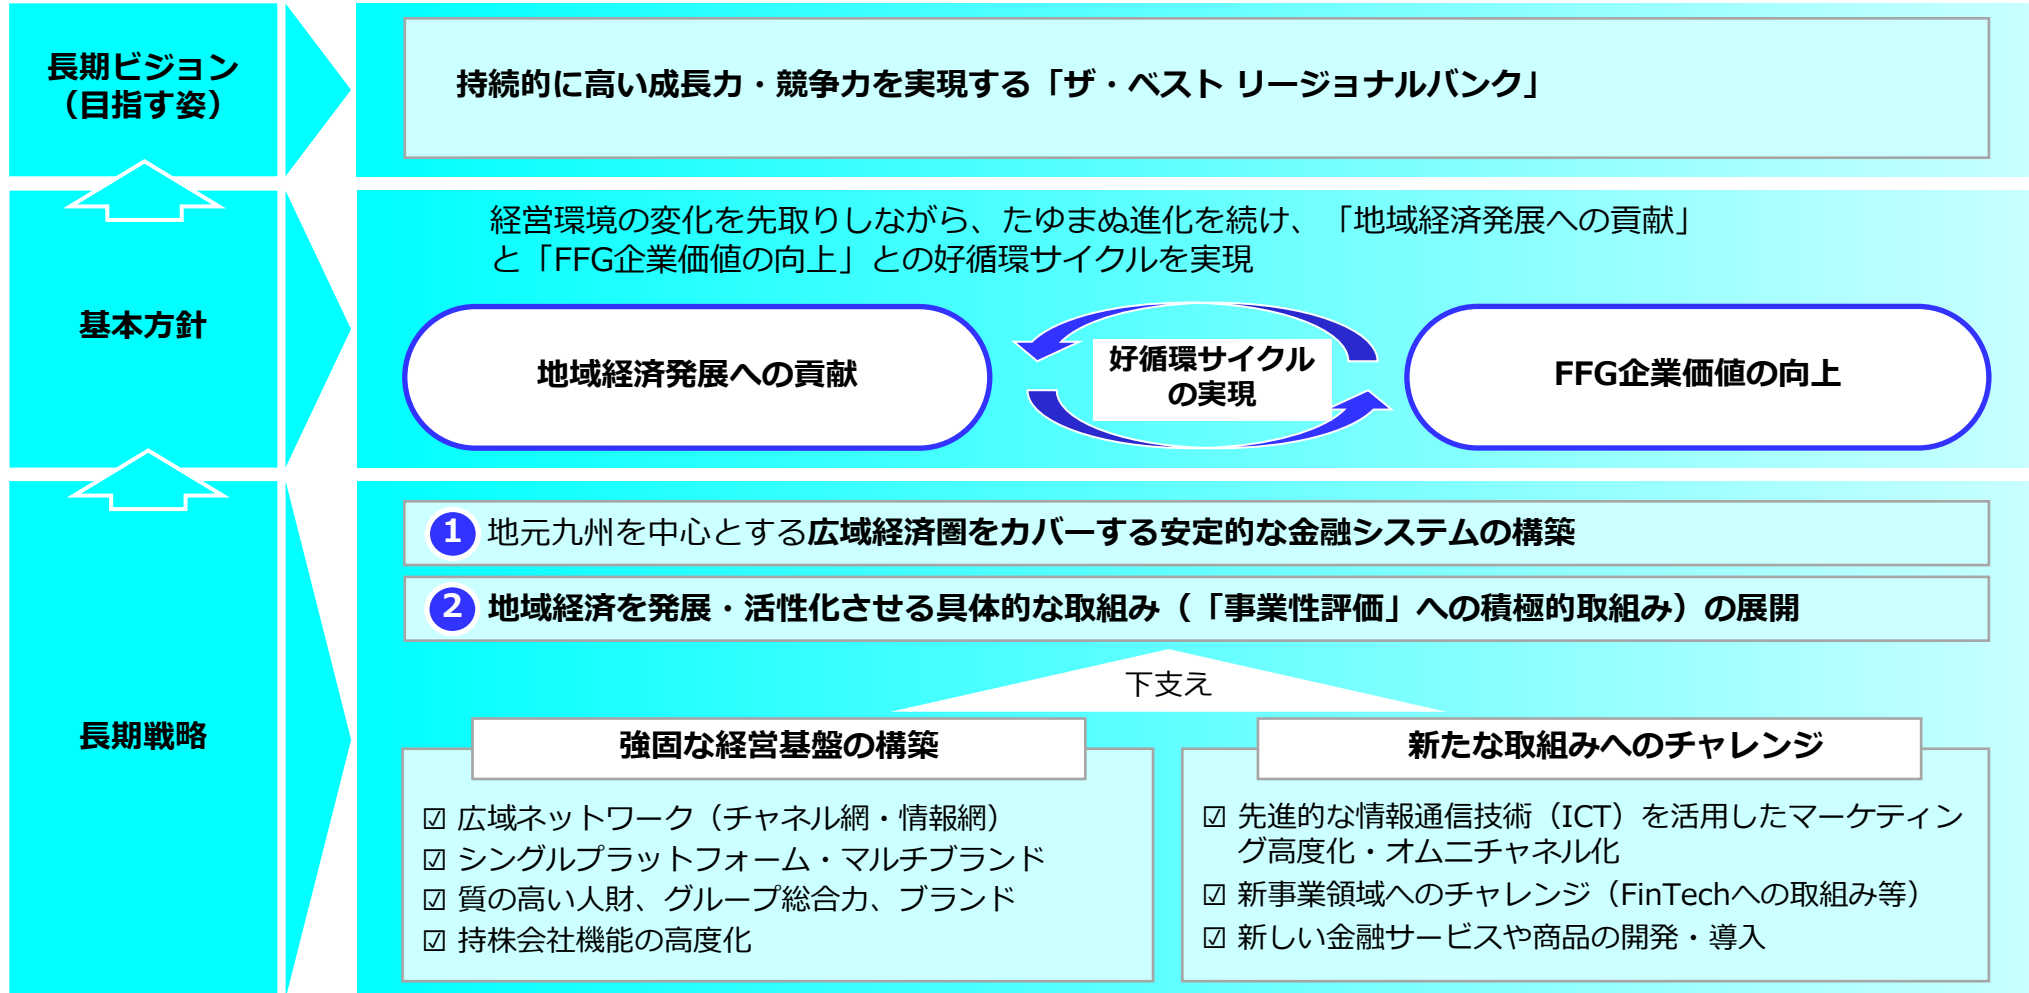 長期ビジョン
（目指す姿）
持続的に高い成長力・競争力を実現する「ザ・ベスト リージョナルバンク」
基本方針
経営環境の変化を先取りしながら、たゆまぬ進化を続け、「地域経済発展への貢献」
と「FFG企業価値の向上」との好循環サイクルを実現
地域経済発展への貢献
好循環サイクル
の実現
FFG企業価値の向上
長期戦略
1 地元九州を中心とする広域経済圏をカバーする安定的な金融システムの構築
2 地域経済を発展・活性化させる具体的な取組み（「事業性評価」への積極的取組み）の展開
下支え
強固な経営基盤の構築
☑ 広域ネットワーク（チャネル網・情報網）
☑ シングルプラットフォーム・マルチブランド
☑ 質の高い人財、グループ総合力、ブランド
☑ 持株会社機能の高度化
新たな取組みへのチャレンジ
☑ 先進的な情報通信技術（ICT）を活用したマーケティン
グ高度化・オムニチャネル化
☑ 新事業領域へのチャレンジ（FinTechへの取組み等）
☑ 新しい金融サービスや商品の開発・導入